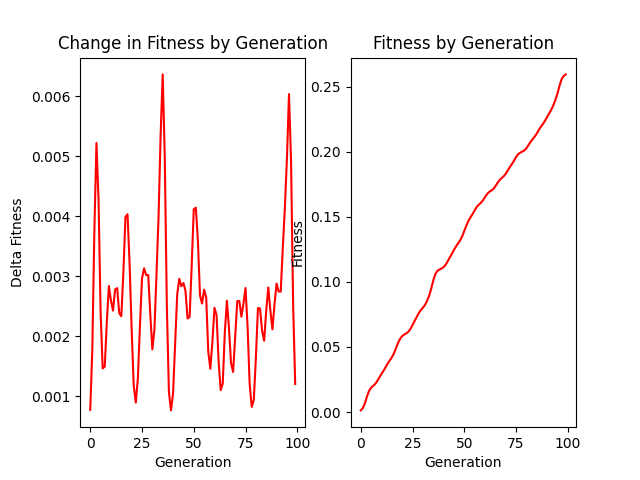 Change in Fitness by Generation
Fitness by Generation
0.006
0.005
0.004
0.003
0.002
0.001
Delta Fitness
0 25 50 75 100
Generation
0.25
0.20
0.15
0.10
0.05
0.00
Fitness
0 25 50 75 100
Generation